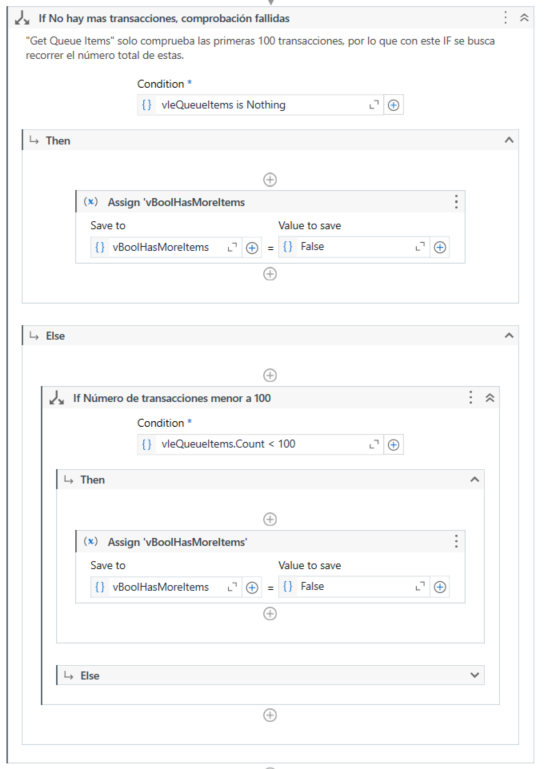 If No hay mas transacciones, comprobación fallidas
"Get Queue Items" solo comprueba las primeras 100 transacciones, por lo que con este IF se busca
recorrer el número total de estas.
Condition *
{} vIeQueueItems is Nothing
Then
(x) Assign 'vBoolHasMoreItems
Save to Value to save
{} vBoolHasMoreItems = {} False
Else
If Número de transacciones menor a 100
Condition *
{} vIeQueueItems.Count < 100
Then
(x) Assign 'vBoolHasMoreItems'
Save to Value to save
{} vBoolHasMoreItems = {} False
Else